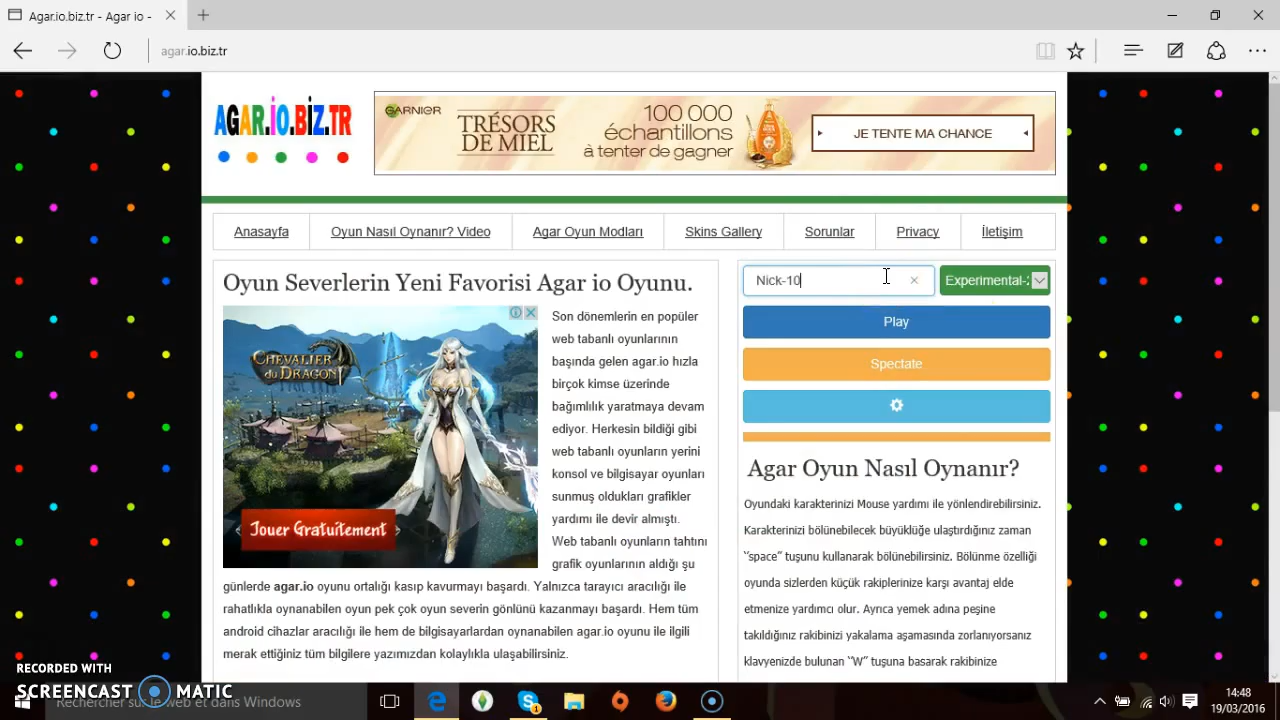 Agar.io.biz.tr - Agar io -
agar.io.biz.tr
AGAR.iO.BiZ.TR
GARNIER
TRÉSORS
DE MIEL
100 000
échantillons
à tenter de gagner
JE TENTE MA CHANCE
Anasayfa
Oyun Nasıl Oynanır? Video
Agar Oyun Modları
Skins Gallery
Sorunlar
Privacy
İletişim
Oyun Severlerin Yeni Favorisi Agar io Oyunu.
CHEVALIER
DU DRAGON
Jouer Gratuitement
Son dönemlerin en popüler
web tabanlı oyunlarının
başında gelen agar.io hızla
birçok kimse üzerinde
bağımlılık yaratmaya devam
ediyor. Herkesin bildiği gibi
web tabanlı oyunların yerini
konsol ve bilgisayar oyunları
sunmuş oldukları grafikler
yardımı ile devir almıştı.
Web tabanlı oyunların tahtını
grafik oyunlarının aldığı şu
günlerde agar.io oyunu ortalığı kasıp kavurmayı başardı. Yalnızca tarayıcı aracılığı ile
rahatlıkla oynanabilen oyun pek çok oyun severin gönlünü kazanmayı başardı. Hem tüm
android cihazlar aracılığı ile hem de bilgisayarlardan oynanabilen agar.io oyunu ile ilgili
merak ettiğiniz tüm bilgilere yazımızdan kolaylıkla ulaşabilirsiniz.
Nick-10
Experimental-2
Play
Spectate
Agar Oyun Nasıl Oynanır?
Oyundaki karakterinizi Mouse yardımı ile yönlendirebilirsiniz.
Karakterinizi bölünebilecek büyüklüğe ulaştırdığınız zaman
“space” tuşunu kullanarak bölünebilirsiniz. Bölünme özelliği
oyunda sizlerden küçük rakiplerinize karşı avantaj elde
etmenize yardımcı olur. Ayrıca yemek adına peşine
takıldığınız rakibinizi yakalama aşamasında zorlanıyorsanız
klavyenizde bulunan “W” tuşuna basarak rakibinize
RECORDED WITH
SCREENCAST MATIC
Rechercher sur le web et dans Windows
1
14:48
19/03/2016